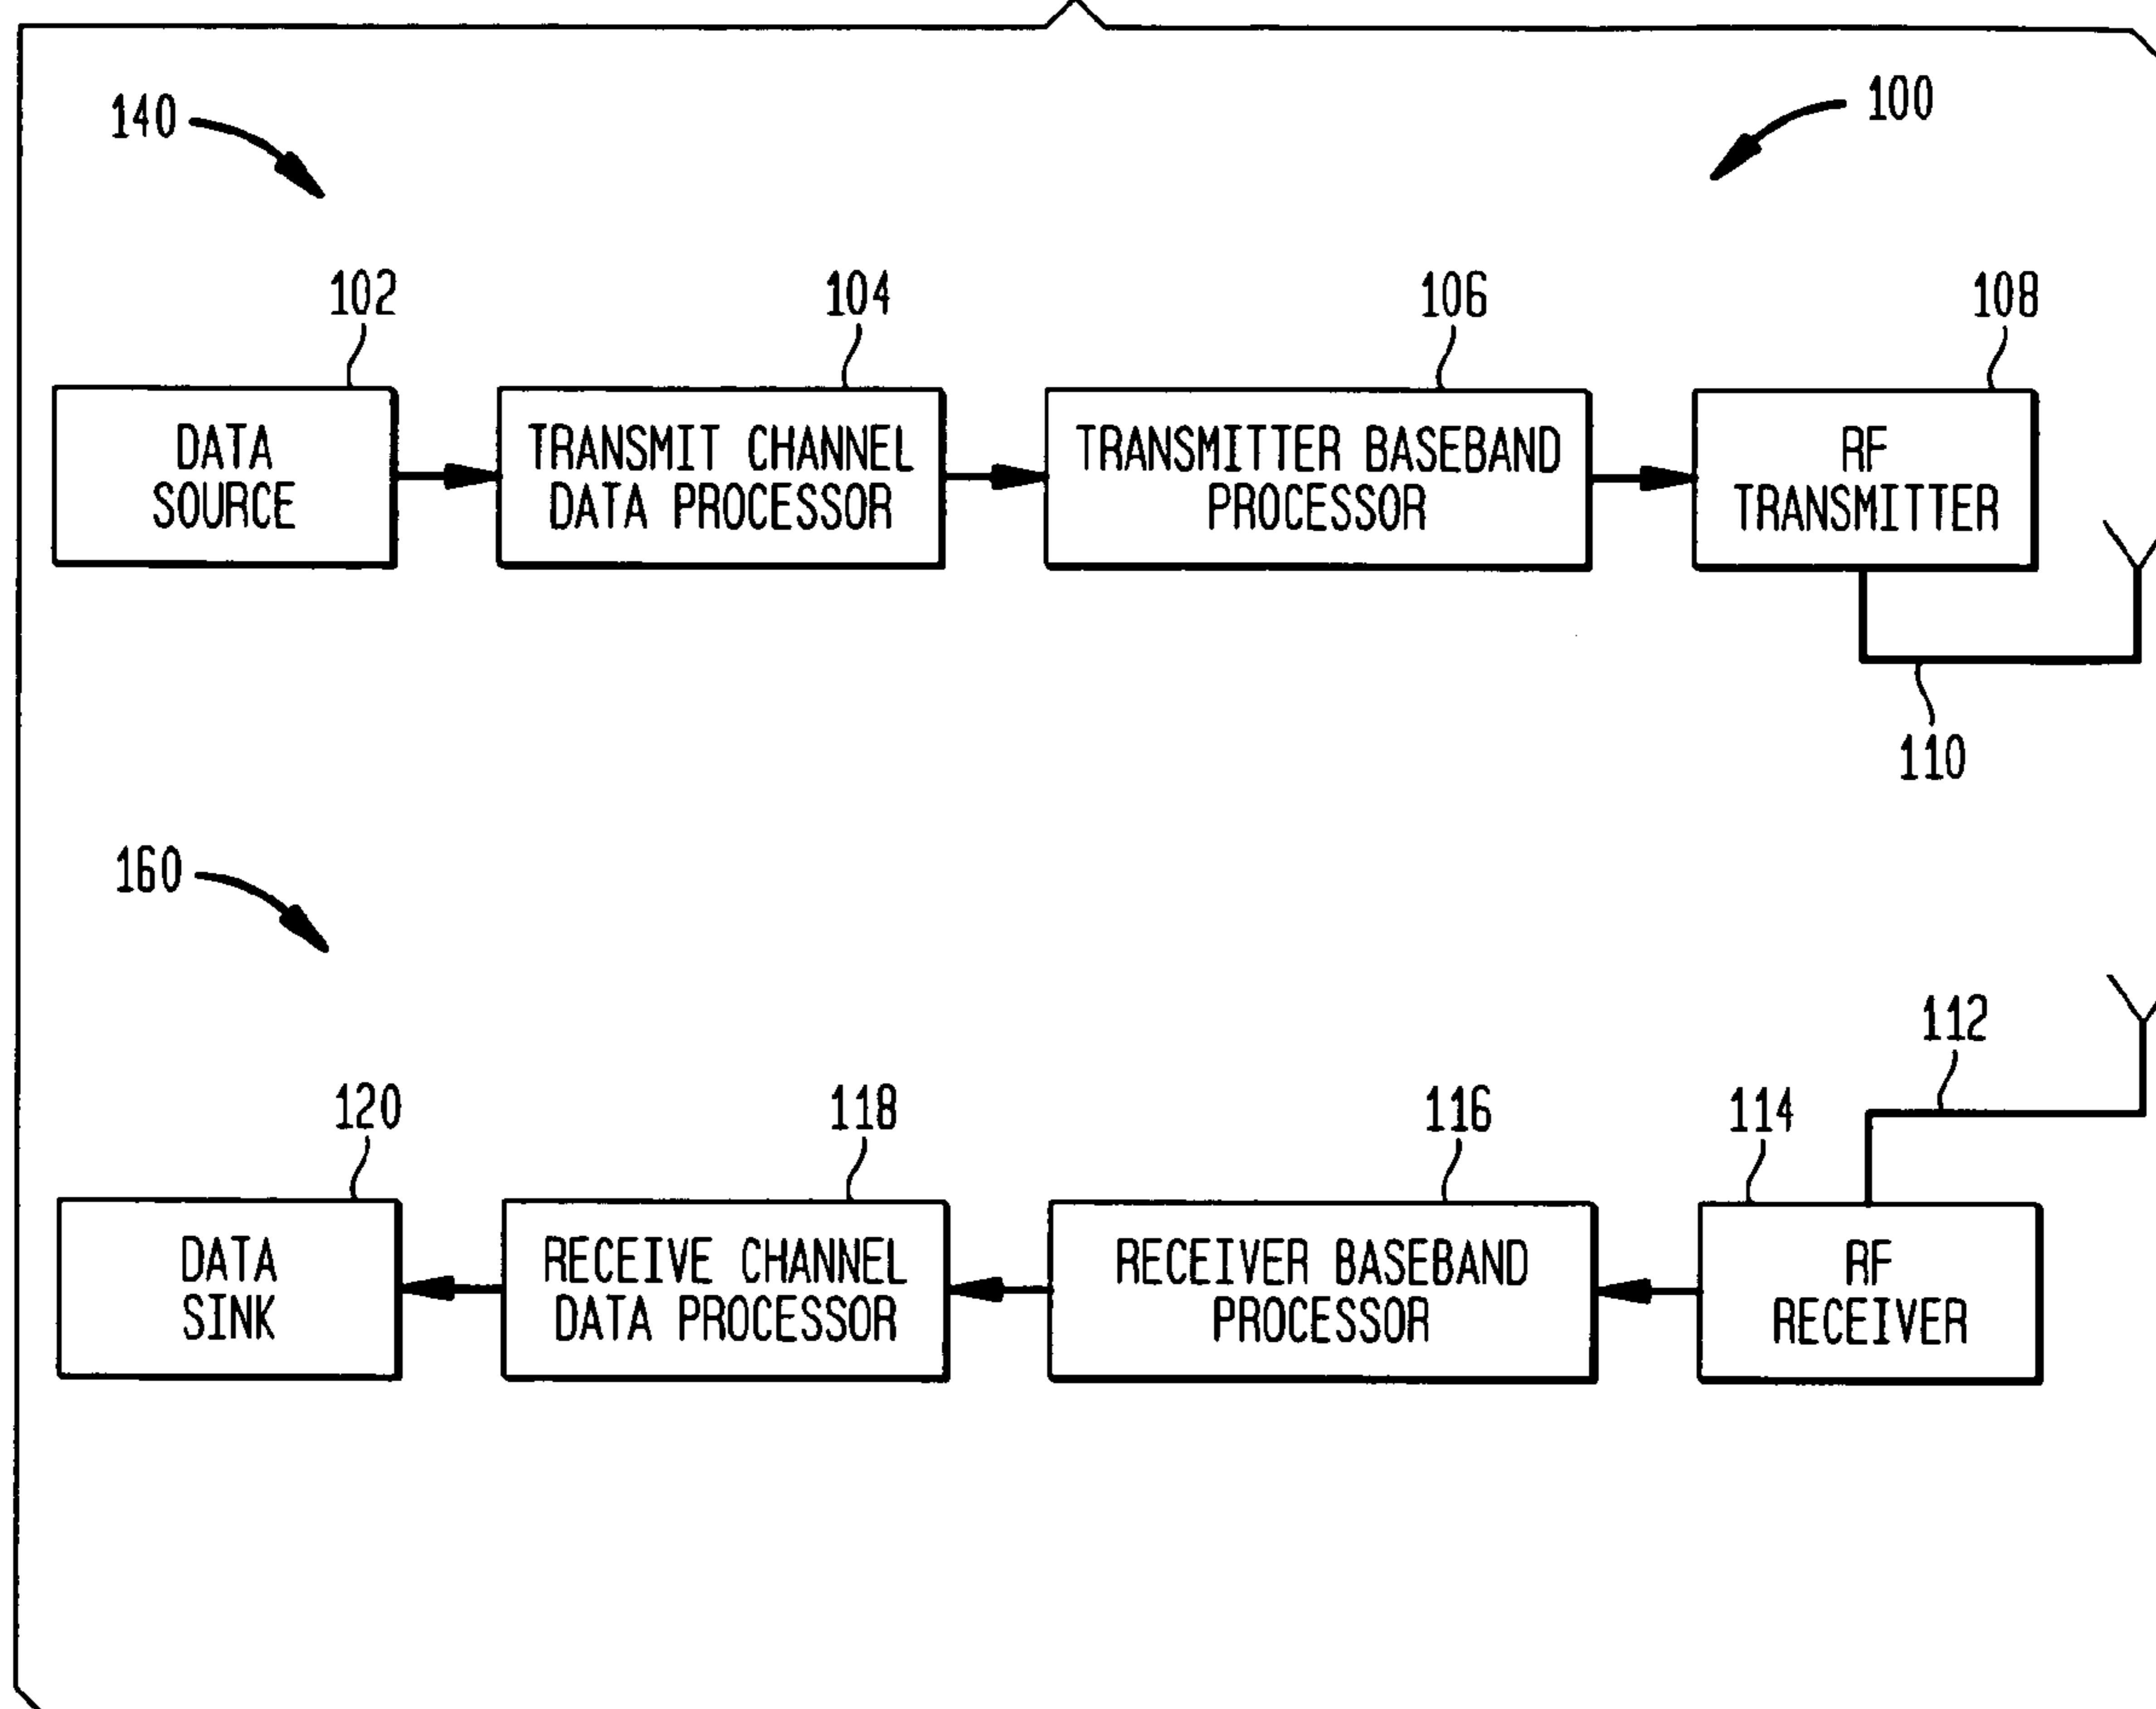 140
100
102
104
106
108
DATA
SOURCE
TRANSMIT CHANNEL
DATA PROCESSOR
TRANSMITTER BASEBAND
PROCESSOR
RF
TRANSMITTER
110
160
112
120
118
116
114
DATA
SINK
RECEIVE CHANNEL
DATA PROCESSOR
RECEIVER BASEBAND
PROCESSOR
RF
RECEIVER